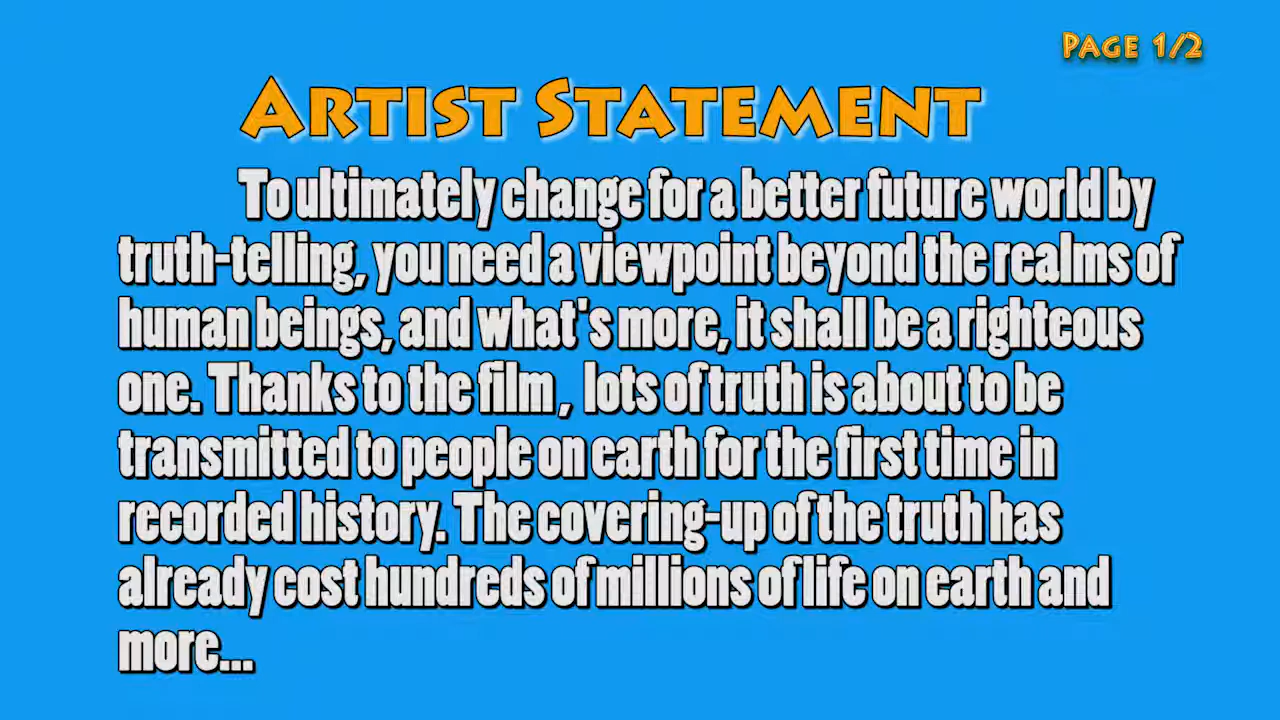 PAGE 1/2
ARTIST STATEMENT
To ultimately change for a better future world by
truth-telling, you need a viewpoint beyond the realms of
human beings, and what's more, it shall be a righteous
one. Thanks to the film , lots of truth is about to be
transmitted to people on earth for the first time in
recorded history. The covering-up of the truth has
already cost hundreds of millions of life on earth and
more...